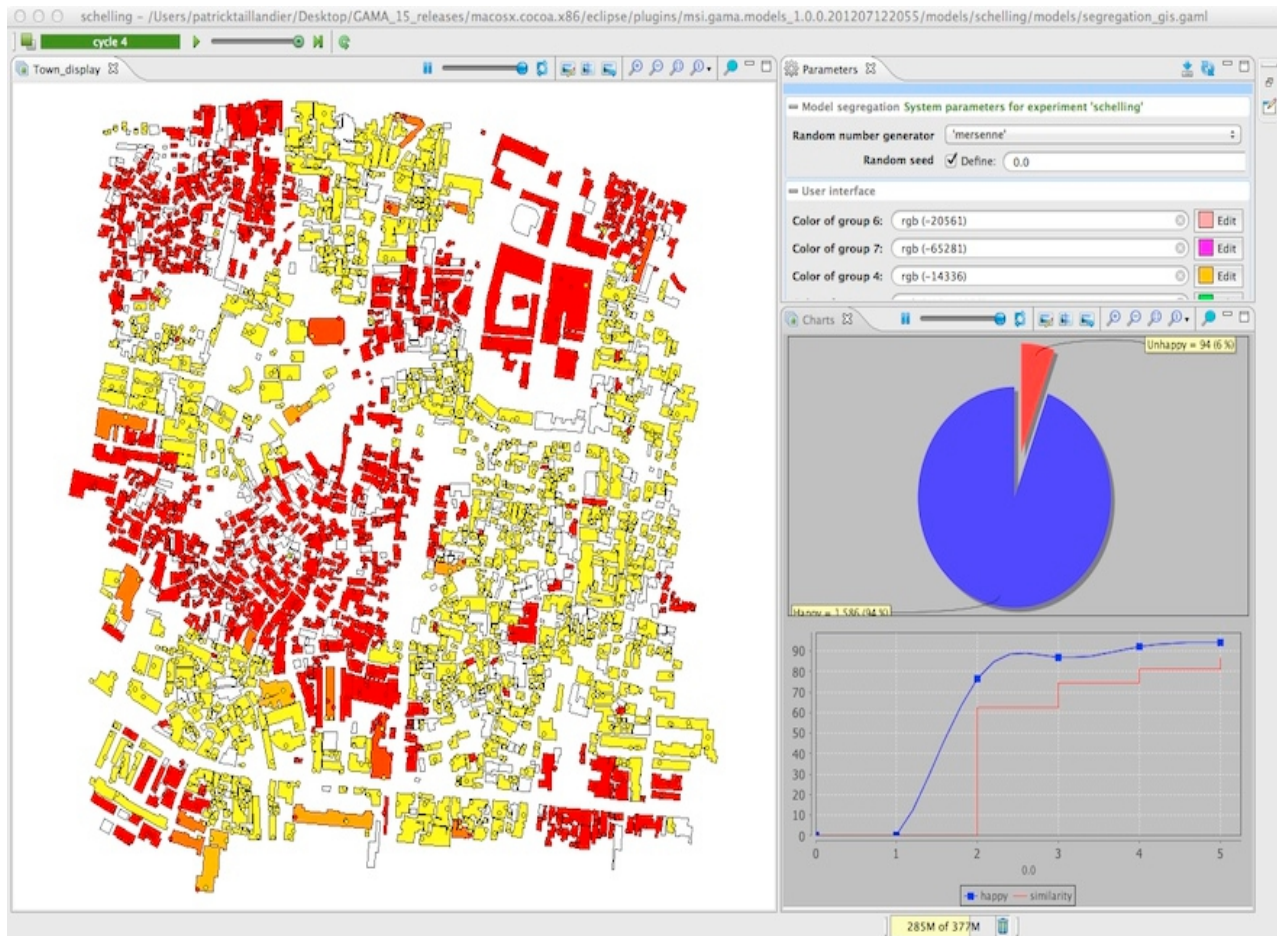 schelling - /Users/patricktaillandier/Desktop/GAMA_15_releases/macosx.cocoa.x86/eclipse/plugins/msi.gama.models_1.0.0.201207122055/models/schelling/models/segregation_gis.gaml
cycle 4
Town_display
Parameters
Model segregation System parameters for experiment 'schelling'
Random number generator 'mersenne'
Random seed Define: 0.0
User interface
Color of group 6: rgb (-20561) Edit
Color of group 7: rgb (-65281) Edit
Color of group 4: rgb (-14336) Edit
Charts
Unhappy = 94 (6 %)
Happy = 1 586 (94 %)
90
80
70
60
50
40
30
20
10
0
0 1 2 3 4 5
0.0
happy similarity
285M of 377M